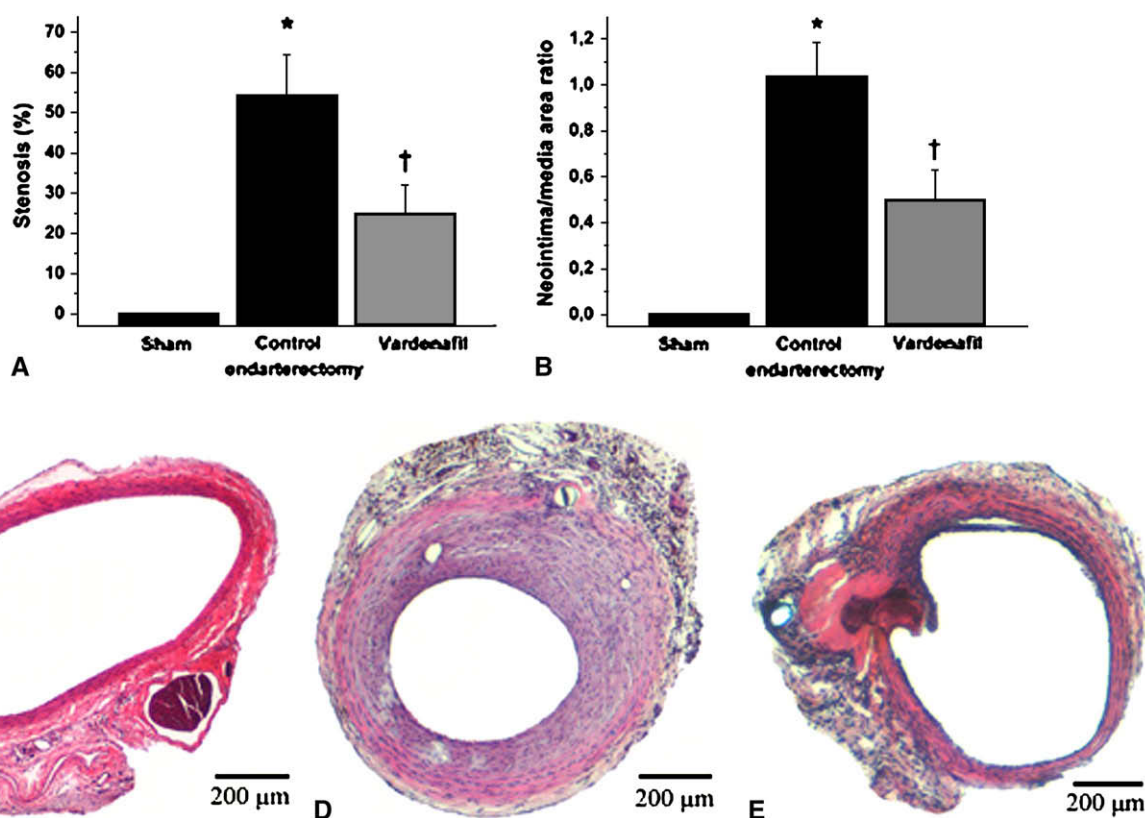 Stenosis (%)
70
60
50
40
30
20
10
0
*
†
Sham
Control
Vardenafil
endarterectomy
A
Neointima/media area ratio
1,2
1,0
0,8
0,6
0,4
0,2
0,0
*
†
Sham
Control
Vardenafil
endarterectomy
B
200 µm
D
200 µm
E
200 µm